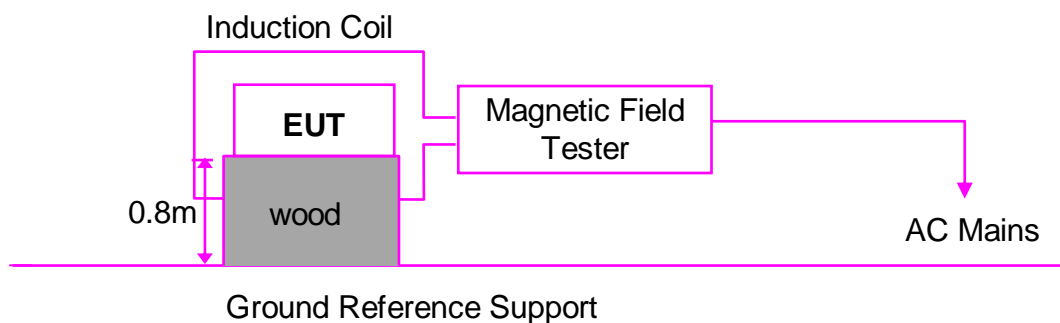 Induction Coil
EUT
Magnetic Field
Tester
0.8m
wood
AC Mains
Ground Reference Support